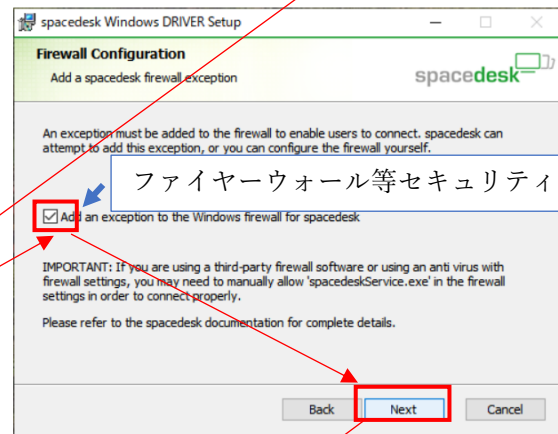 spacedesk Windows DRIVER Setup
Firewall Configuration
Add a spacedesk firewall exception
spacedesk
An exception must be added to the firewall to enable users to connect. spacedesk can
attempt to add this exception, or you can configure the firewall yourself.
ファイヤーウォール等セキュリティ
Add an exception to the Windows firewall for spacedesk
IMPORTANT: If you are using a third-party firewall software or using an anti virus with
firewall settings, you may need to manually allow 'spacedeskService.exe' in the firewall
settings in order to connect properly.
Please refer to the spacedesk documentation for complete details.
Back Next Cancel